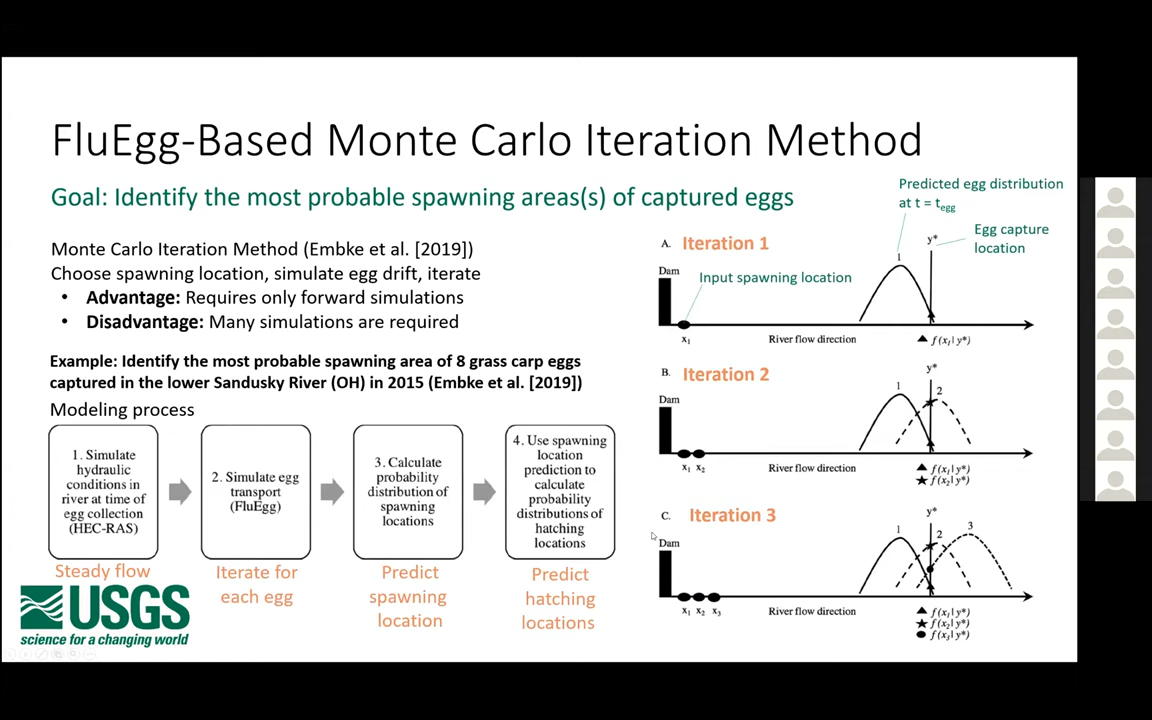 FluEgg-Based Monte Carlo Iteration Method
Goal: Identify the most probable spawning areas(s) of captured eggs
Monte Carlo Iteration Method (Embke et al. [2019])
Choose spawning location, simulate egg drift, iterate
• Advantage: Requires only forward simulations
• Disadvantage: Many simulations are required
Example: Identify the most probable spawning area of 8 grass carp eggs
captured in the lower Sandusky River (OH) in 2015 (Embke et al. [2019])
Modeling process
1. Simulate
hydraulic
conditions in
river at time of
egg collection
(HEC-RAS)
Steady flow
2. Simulate egg
transport
(FluEgg)
Iterate for
each egg
3. Calculate
probability
distribution of
spawning
locations
Predict
spawning
location
4. Use spawning
location
prediction to
calculate
probability
distributions of
hatching
locations
Predict
hatching
locations
USGS
science for a changing world
Predicted egg distribution
at t = tegg
Egg capture
location
A. Iteration 1
y*
1
Dam
Input spawning location
x1
River flow direction
▲ f(x1| y*)
B. Iteration 2
y*
1
2
Dam
x1 x2
River flow direction
▲ f(x1| y*)
★ f(x2| y*)
C. Iteration 3
y*
1
2
3
Dam
x1 x2 x3
River flow direction
▲ f(x1| y*)
★ f(x2| y*)
● f(x3| y*)